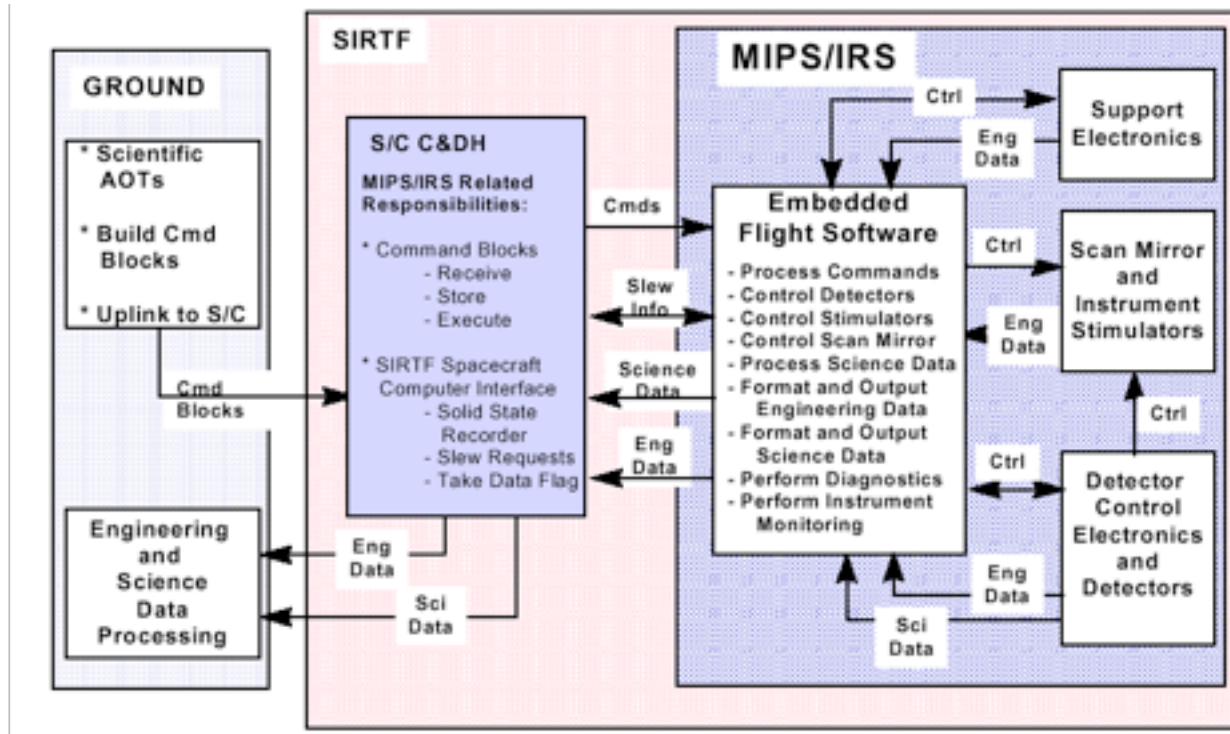 SIRTF
MIPS/IRS
GROUND
* Scientific
AOTs
* Build Cmd
Blocks
* Uplink to S/C
Cmd
Blocks
Engineering
and
Science
Data
Processing
S/C C&DH
MIPS/IRS Related
Responsibilities:
* Command Blocks
- Receive
- Store
- Execute
* SIRTF Spacecraft
Computer Interface
- Solid State
Recorder
- Slew Requests
- Take Data Flag
Eng
Data
Sci
Data
Cmds
Slew
Info
Science
Data
Eng
Data
Embedded
Flight Software
- Process Commands
- Control Detectors
- Control Stimulators
- Control Scan Mirror
- Process Science Data
- Format and Output
Engineering Data
- Format and Output
Science Data
- Perform Diagnostics
- Perform Instrument
Monitoring
Ctrl
Eng
Data
Support
Electronics
Ctrl
Eng
Data
Scan Mirror
and
Instrument
Stimulators
Ctrl
Ctrl
Eng
Data
Sci
Data
Detector
Control
Electronics
and
Detectors